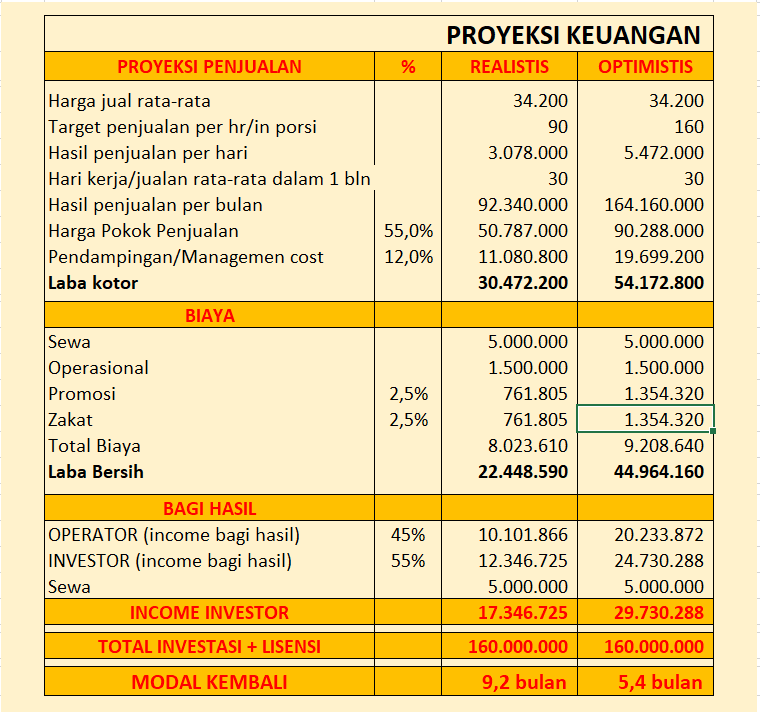 PROYEKSI KEUANGAN
PROYEKSI PENJUALAN % REALISTIS OPTIMISTIS
Harga jual rata-rata 34.200 34.200
Target penjualan per hr/in porsi 90 160
Hasil penjualan per hari 3.078.000 5.472.000
Hari kerja/jualan rata-rata dalam 1 bln 30 30
Hasil penjualan per bulan 92.340.000 164.160.000
Harga Pokok Penjualan 55,0% 50.787.000 90.288.000
Pendampingan/Managemen cost 12,0% 11.080.800 19.699.200
Laba kotor 30.472.200 54.172.800
BIAYA
Sewa 5.000.000 5.000.000
Operasional 1.500.000 1.500.000
Promosi 2,5% 761.805 1.354.320
Zakat 2,5% 761.805 1.354.320
Total Biaya 8.023.610 9.208.640
Laba Bersih 22.448.590 44.964.160
BAGI HASIL
OPERATOR (income bagi hasil) 45% 10.101.866 20.233.872
INVESTOR (income bagi hasil) 55% 12.346.725 24.730.288
Sewa 5.000.000 5.000.000
INCOME INVESTOR 17.346.725 29.730.288
TOTAL INVESTASI + LISENSI 160.000.000 160.000.000
MODAL KEMBALI 9,2 bulan 5,4 bulan